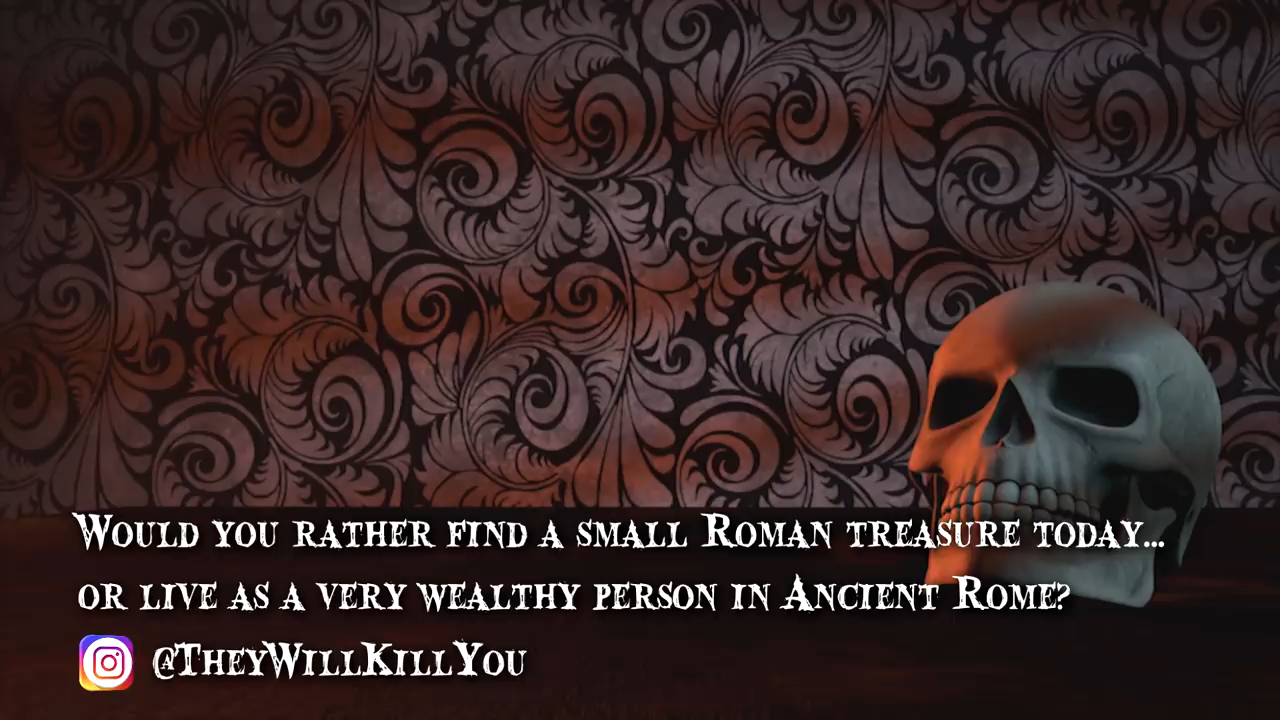 Would you rather find a small Roman treasure today...
or live as a very wealthy person in Ancient Rome?
@TheyWillKillYou